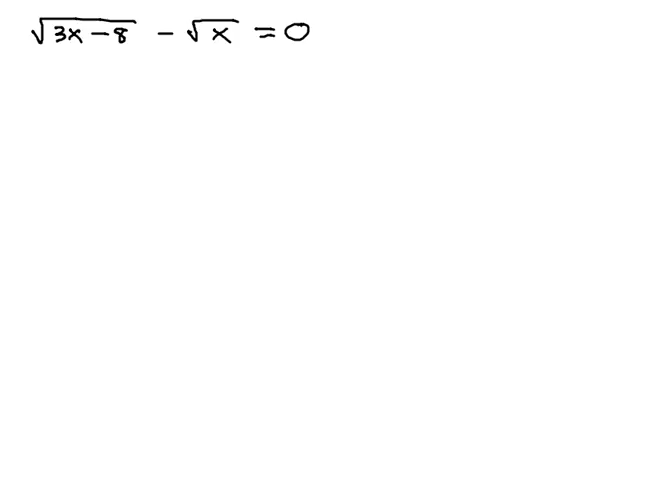 √(3x-8) - √x = 0